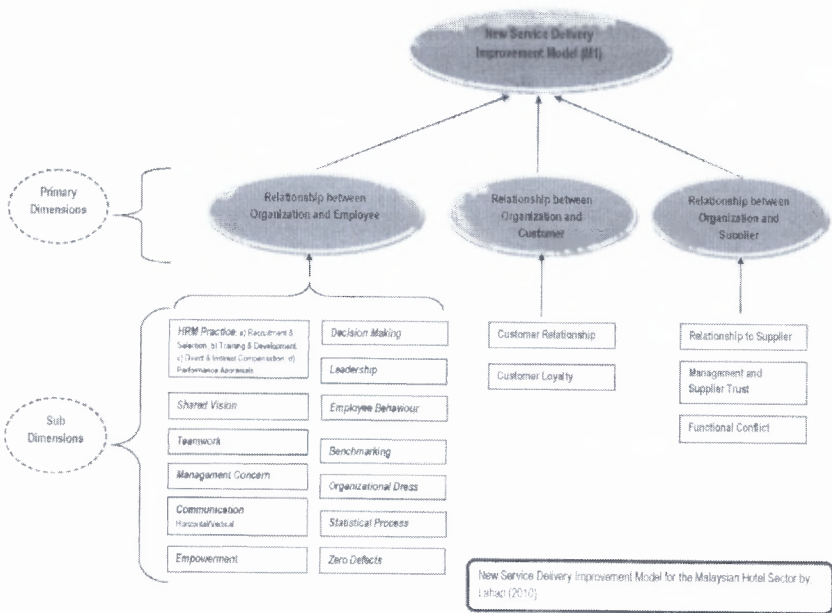 New Service Delivery
Improvement Model (M1)
Primary
Dimensions
Relationship between
Organization and Employee
Relationship between
Organization and
Customer
Relationship between
Organization and
Supplier
Sub
Dimensions
HRM Practice: a) Recruitment &
Selection, b) Training & Development,
c) Direct & Indirect Compensation, d)
Performance Appraisals
Shared Vision
Teamwork
Management Concern
Communication
Horizontal/Vertical
Empowerment
Decision Making
Leadership
Employee Behaviour
Benchmarking
Organizational Dress
Statistical Process
Zero Defects
Customer Relationship
Customer Loyalty
Relationship to Supplier
Management and
Supplier Trust
Functional Conflict
New Service Delivery Improvement Model for the Malaysian Hotel Sector by
(2010)